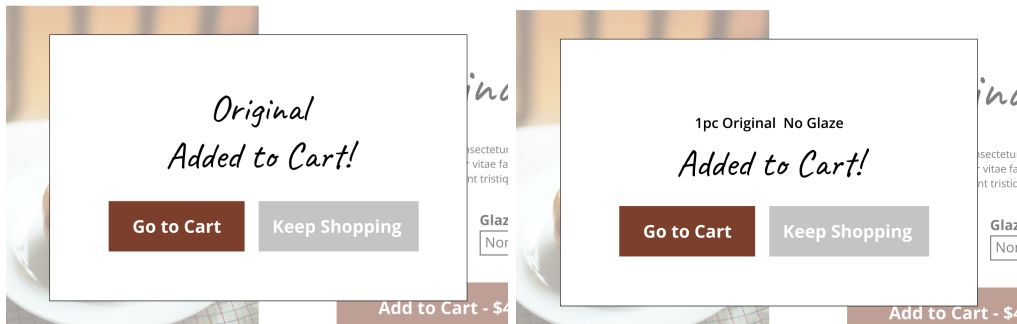 Original
Added to Cart!
Go to Cart Keep Shopping
Add to Cart - $4
1pc Original No Glaze
Added to Cart!
Go to Cart Keep Shopping
Add to Cart - $4